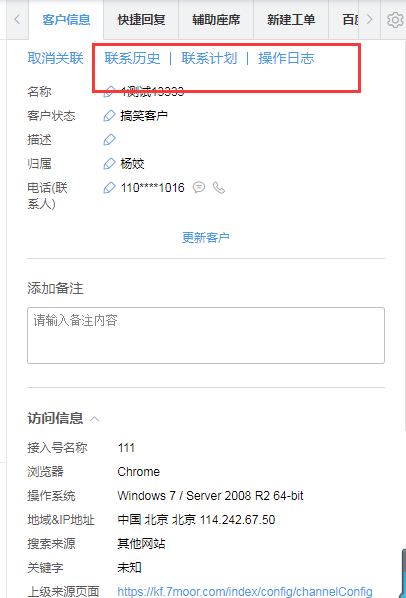 客户信息 快捷回复 辅助座席 新建工单
取消关联 联系历史 | 联系计划 | 操作日志
名称 1测试13333
客户状态 搞笑客户
描述
归属 杨姣
电话(联系人) 110****1016
更新客户
添加备注
请输入备注内容
访问信息
接入号名称 111
浏览器 Chrome
操作系统 Windows 7 / Server 2008 R2 64-bit
地域&IP地址 中国 北京 北京 114.242.67.50
搜索来源 其他网站
关键字 未知
上级来源页面 https://kf.7moor.com/index/config/channelConfig